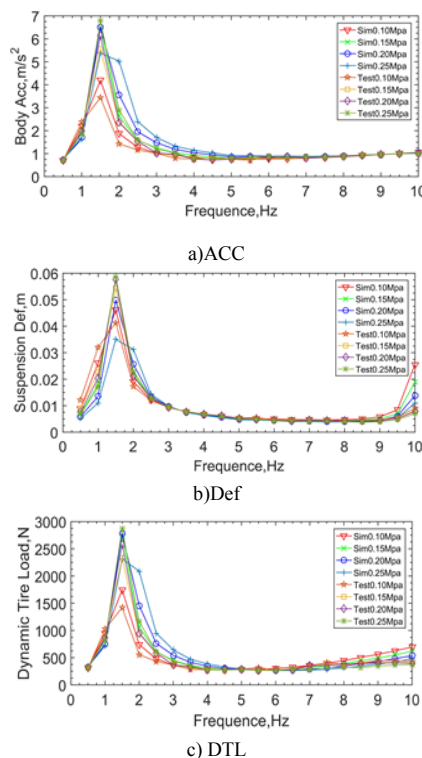 7
6
5
4
3
2
1
0
Body Acc,m/s²
Sim0.10Mpa
Sim0.15Mpa
Sim0.20Mpa
Sim0.25Mpa
Test0.10Mpa
Test0.15Mpa
Test0.20Mpa
Test0.25Mpa
0 1 2 3 4 5 6 7 8 9 10
Frequence,Hz
a)ACC
0.06
0.05
0.04
0.03
0.02
0.01
0
Suspension Def,m
Sim0.10Mpa
Sim0.15Mpa
Sim0.20Mpa
Sim0.25Mpa
Test0.10Mpa
Test0.15Mpa
Test0.20Mpa
Test0.25Mpa
0 1 2 3 4 5 6 7 8 9 10
Frequence,Hz
b)Def
3000
2500
2000
1500
1000
500
0
Dynamic Tire Load,N
Sim0.10Mpa
Sim0.15Mpa
Sim0.20Mpa
Sim0.25Mpa
Test0.10Mpa
Test0.15Mpa
Test0.20Mpa
Test0.25Mpa
0 1 2 3 4 5 6 7 8 9 10
Frequence,Hz
c) DTL